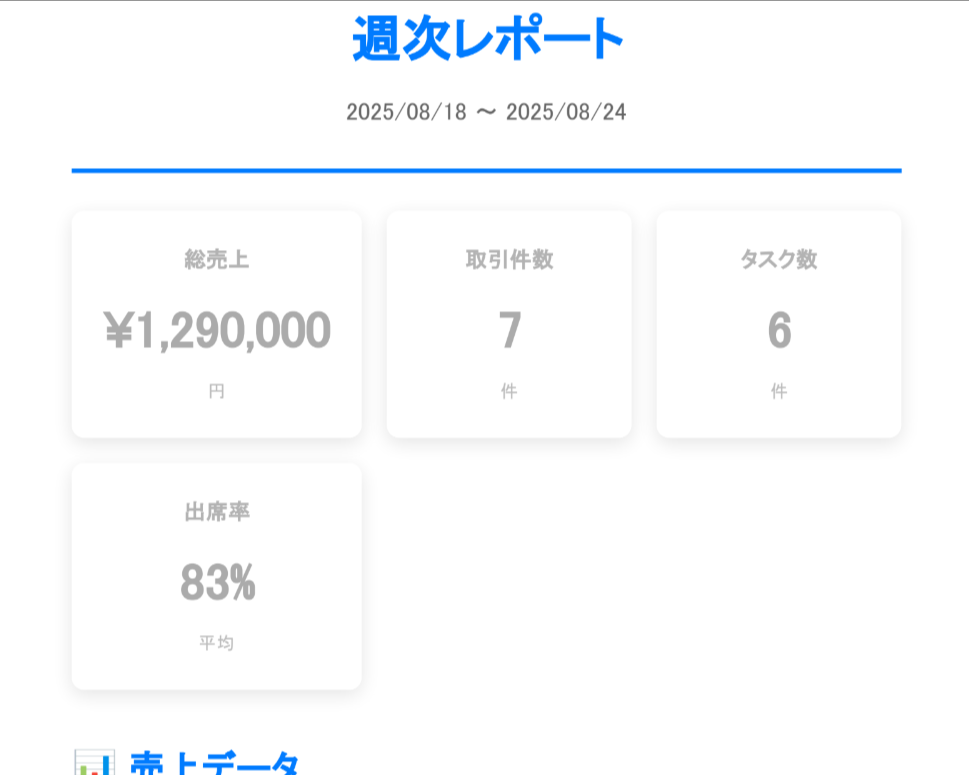 週次レポート
2025/08/18 ～ 2025/08/24
総売上
¥1,290,000
円
取引件数
7
件
タスク数
6
件
出席率
83%
平均
売上データ